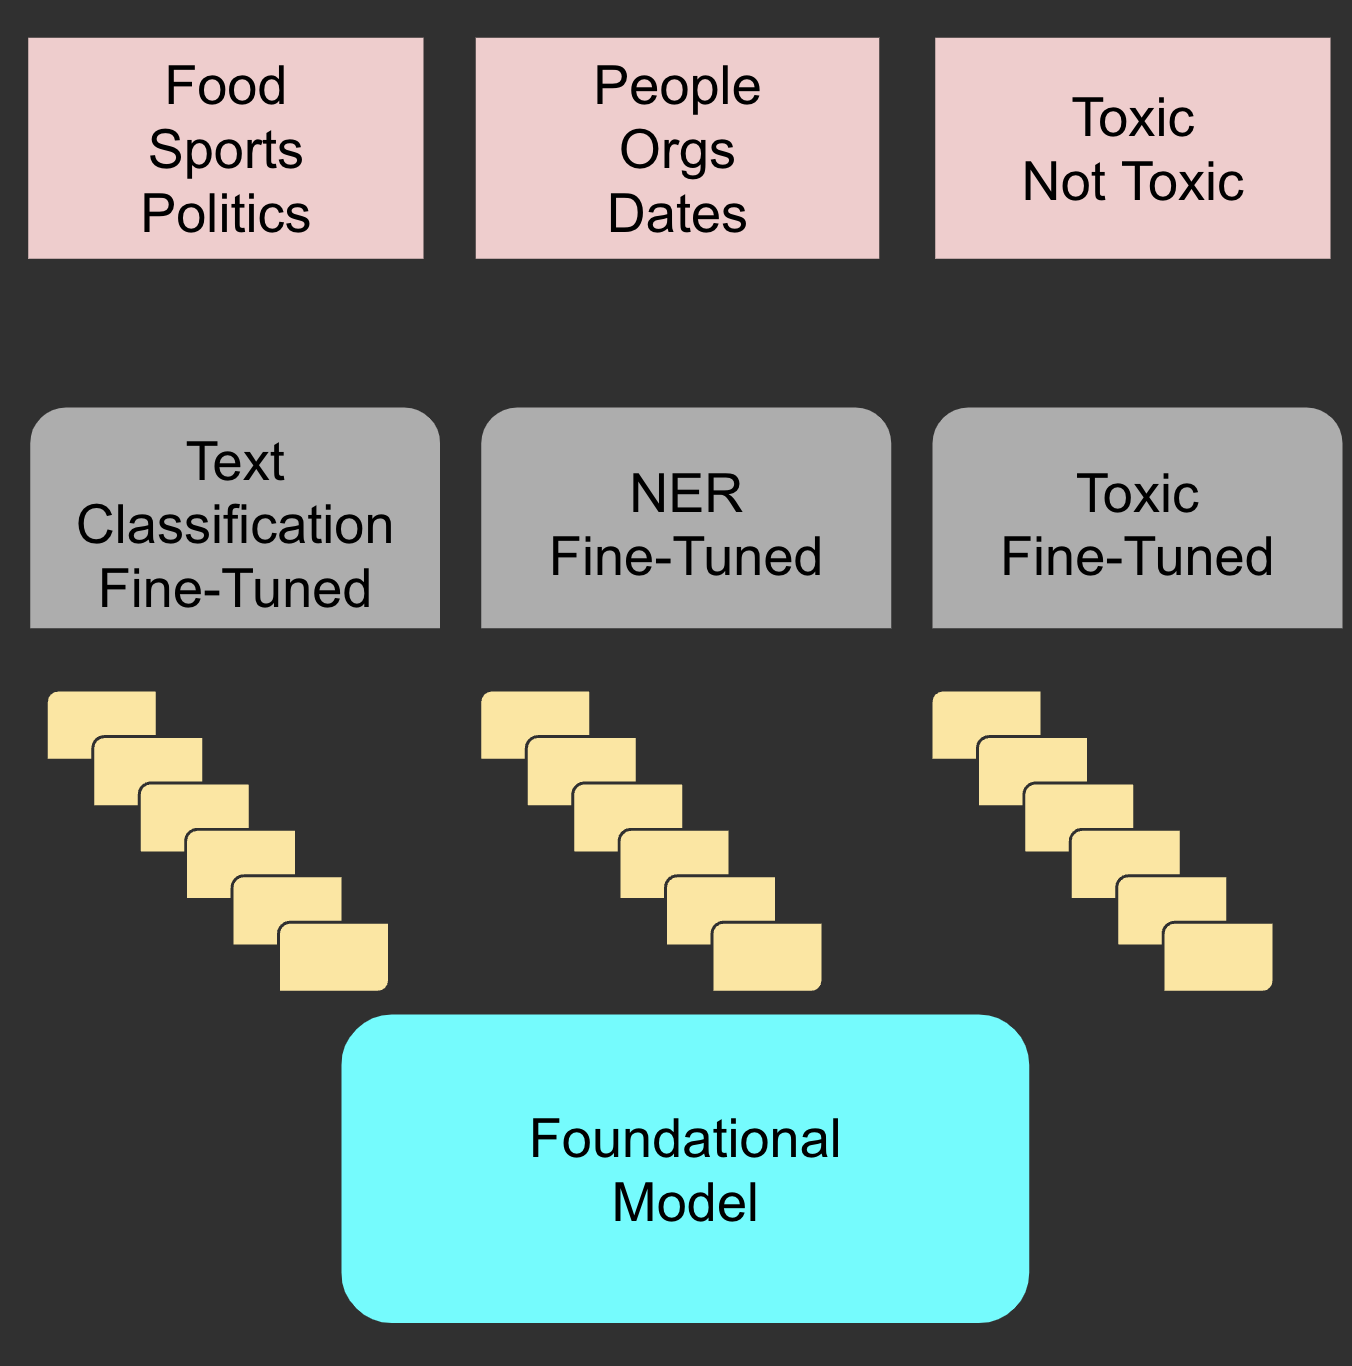 Food
Sports
Politics
People
Orgs
Dates
Toxic
Not Toxic
Text
Classification
Fine-Tuned
NER
Fine-Tuned
Toxic
Fine-Tuned
Foundational
Model